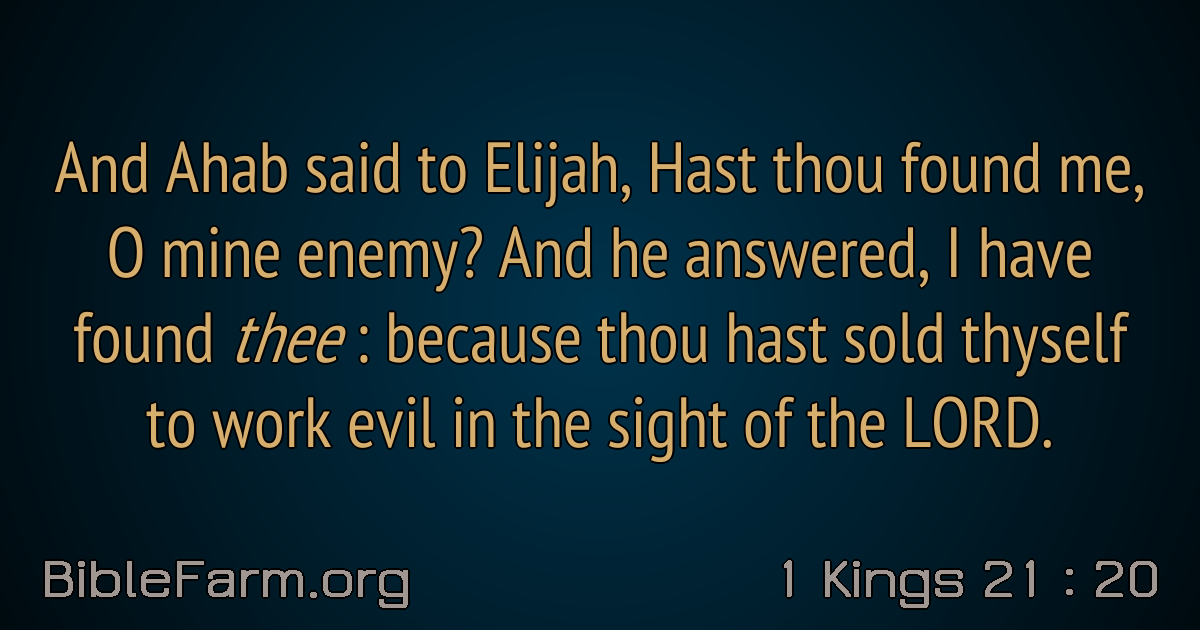 And Ahab said to Elijah, Hast thou found me,
O mine enemy? And he answered, I have
found thee : because thou hast sold thyself
to work evil in the sight of the LORD.
BibleFarm.org
1 Kings 21 : 20